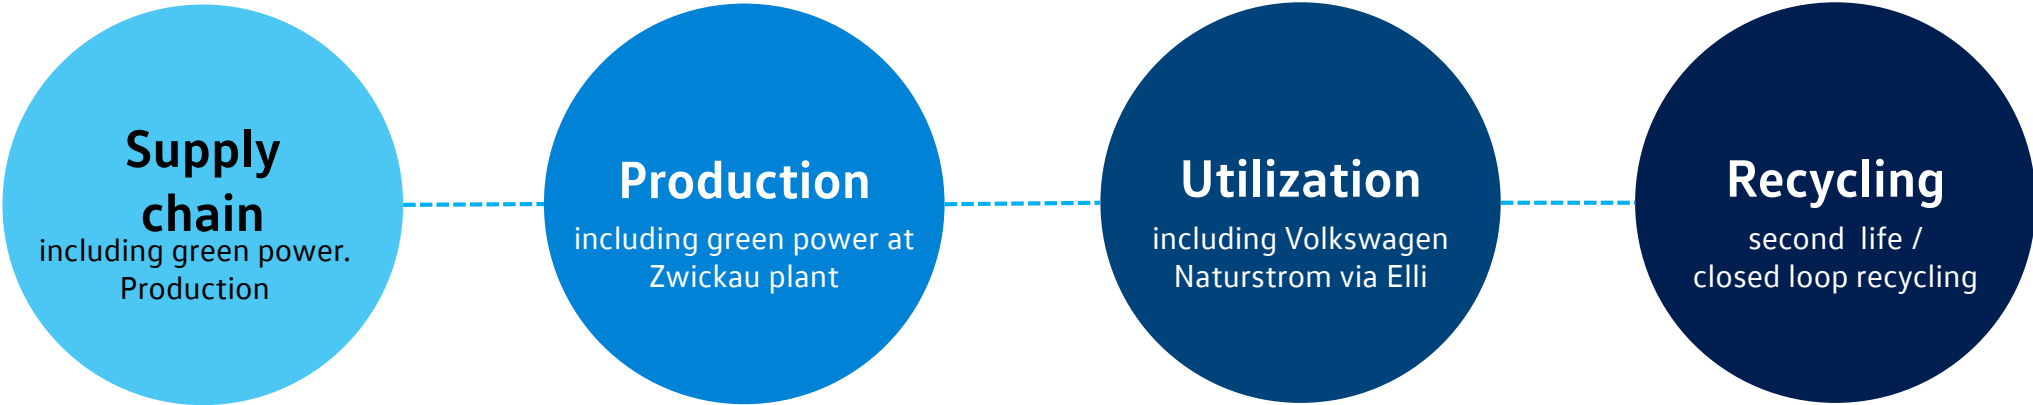 Supply
chain
including green power.
Production
Production
including green power at
Zwickau plant
Utilization
including Volkswagen
Naturstrom via Elli
Recycling
second life /
closed loop recycling